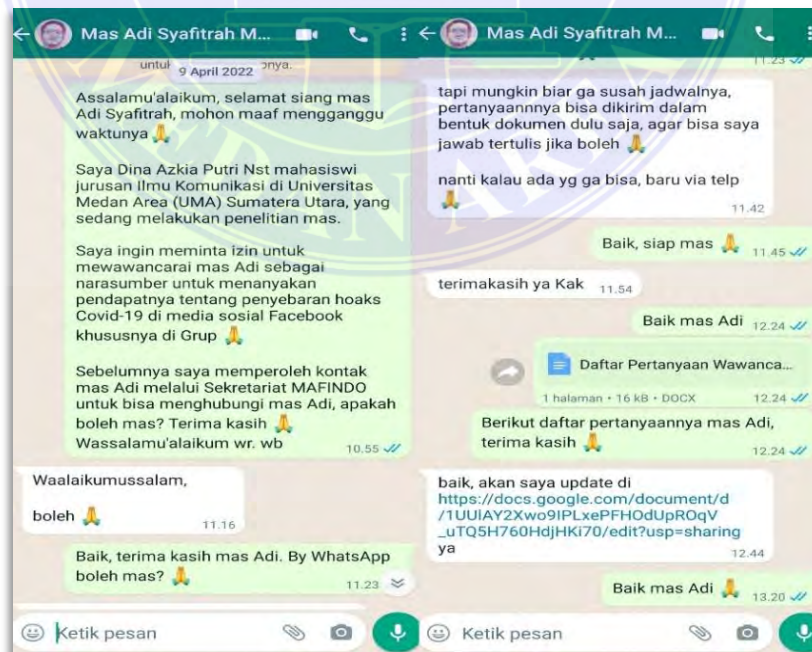 Mas Adi Syafitrah M...
9 April 2022
Assalamu'alaikum, selamat siang mas
Adi Syafitrah, mohon maaf mengganggu
waktunya 🙏
Saya Dina Azkia Putri Nst mahasiswi
jurusan Ilmu Komunikasi di Universitas
Medan Area (UMA) Sumatera Utara, yang
sedang melakukan penelitian mas.
Saya ingin meminta izin untuk
mewawancarai mas Adi sebagai
narasumber untuk menanyakan
pendapatnya tentang penyebaran hoaks
Covid-19 di media sosial Facebook
khususnya di Grup 🙏
Sebelumnya saya memperoleh kontak
mas Adi melalui Sekretariat MAFINDO
untuk bisa menghubungi mas Adi, apakah
boleh mas? Terima kasih 🙏
Wassalamu'alaikum wr. wb
10.55
Waalaikumussalam,
boleh 🙏
11.16
Baik, terima kasih mas Adi. By WhatsApp
boleh mas? 🙏
11.23
Ketik pesan
Mas Adi Syafitrah M...
11.23
tapi mungkin biar ga susah jadwalnya,
pertanyaannnya bisa dikirim dalam
bentuk dokumen dulu saja, agar bisa saya
jawab tertulis jika boleh 🙏
nanti kalau ada yg ga bisa, baru via telp
🙏
11.42
Baik, siap mas 🙏 11.45
terimakasih ya Kak 11.54
Baik mas Adi 12.24
Daftar Pertanyaan Wawanca...
1 halaman • 16 kB • DOCX 12.24
Berikut daftar pertanyaannya mas Adi,
terima kasih 🙏 12.24
baik, akan saya update di
https://docs.google.com/document/d
/1UUlAY2Xwo9IPLxePFHOdUpROqV
_uTQ5H760HdjHKi70/edit?usp=sharing
ya
12.44
Baik mas Adi 🙏 13.20
Ketik pesan